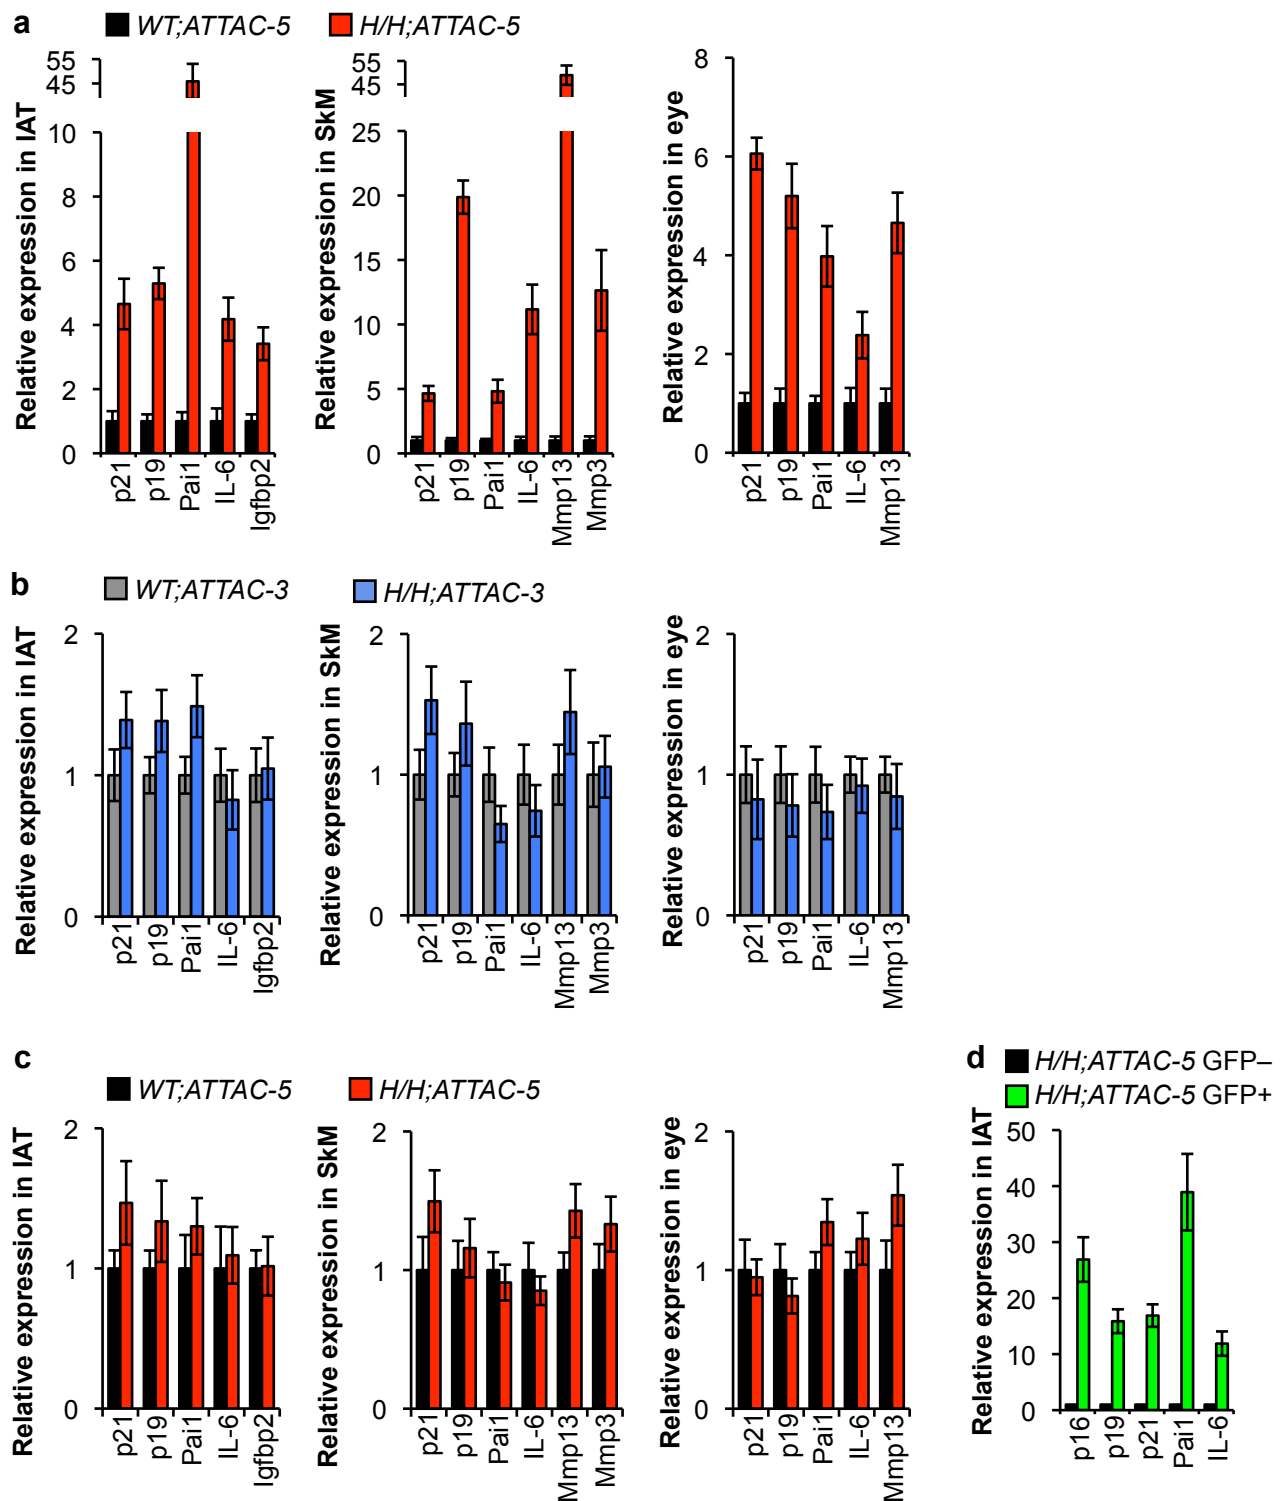 a
WT;ATTAC-5
H/H;ATTAC-5
Relative expression in IAT
55
45
10
8
6
4
2
0
p21
p19
Pai1
IL-6
Igfbp2
Relative expression in SkM
55
45
25
20
15
10
5
0
p21
p19
Pai1
IL-6
Mmp13
Mmp3
Relative expression in eye
8
6
4
2
0
p21
p19
Pai1
IL-6
Mmp13
b
WT;ATTAC-3
H/H;ATTAC-3
Relative expression in IAT
2
1
0
p21
p19
Pai1
IL-6
Igfbp2
Relative expression in SkM
2
1
0
p21
p19
Pai1
IL-6
Mmp13
Mmp3
Relative expression in eye
2
1
0
p21
p19
Pai1
IL-6
Mmp13
c
WT;ATTAC-5
H/H;ATTAC-5
Relative expression in IAT
2
1
0
p21
p19
Pai1
IL-6
Igfbp2
Relative expression in SkM
2
1
0
p21
p19
Pai1
IL-6
Mmp13
Mmp3
Relative expression in eye
2
1
0
p21
p19
Pai1
IL-6
Mmp13
d
H/H;ATTAC-5 GFP–
H/H;ATTAC-5 GFP+
Relative expression in IAT
50
40
30
20
10
0
p16
p19
p21
Pai1
IL-6